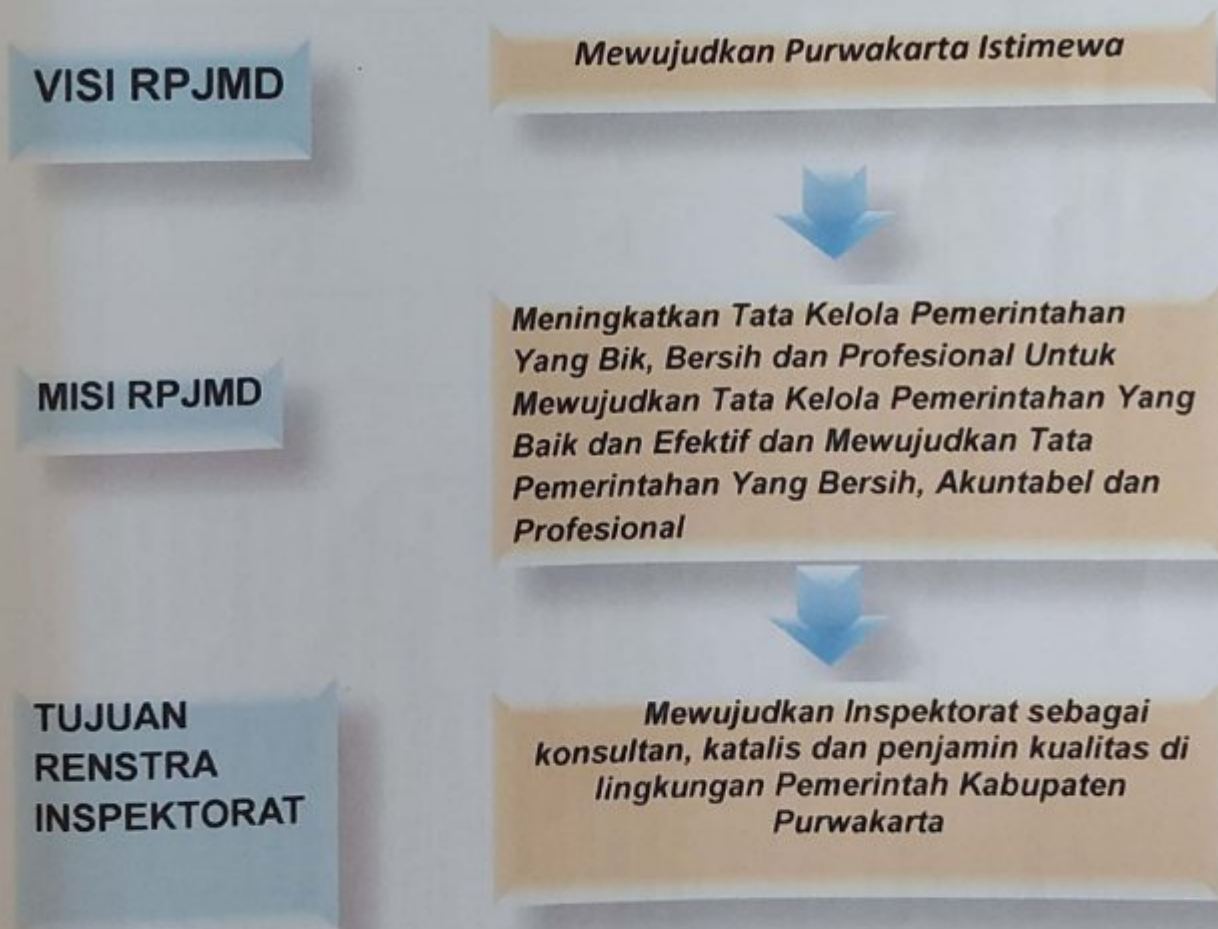 VISI RPJMD
Mewujudkan Purwakarta Istimewa
MISI RPJMD
Meningkatkan Tata Kelola Pemerintahan
Yang Bik, Bersih dan Profesional Untuk
Mewujudkan Tata Kelola Pemerintahan Yang
Baik dan Efektif dan Mewujudkan Tata
Pemerintahan Yang Bersih, Akuntabel dan
Profesional
TUJUAN
RENSTRA
INSPEKTORAT
Mewujudkan Inspektorat sebagai
konsultan, katalis dan penjamin kualitas di
lingkungan Pemerintah Kabupaten
Purwakarta